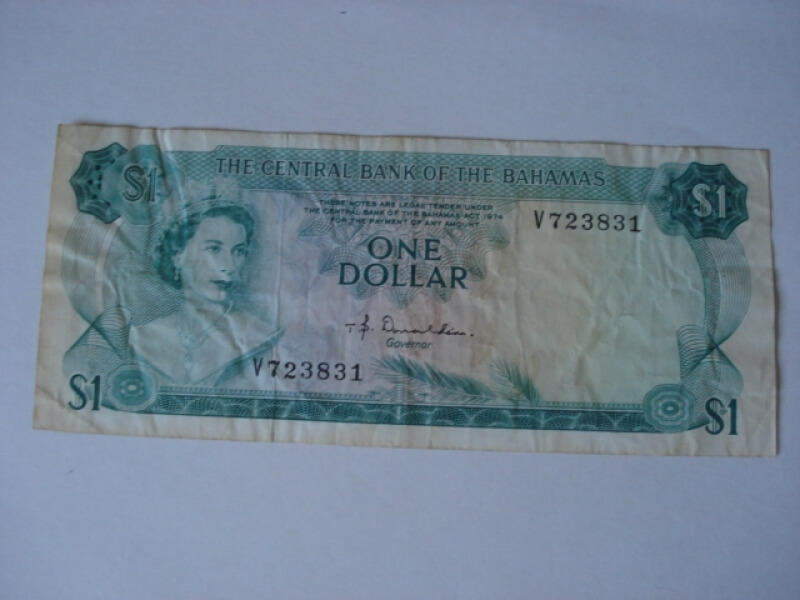 $1
THE CENTRAL BANK OF THE BAHAMAS
$1
THESE NOTES ARE LEGAL TENDER UNDER
THE CENTRAL BANK OF THE BAHAMAS ACT 1974
FOR THE PAYMENT OF ANY AMOUNT
V723831
ONE
DOLLAR
T. B. Donaldson.
Governor
V723831
$1
$1